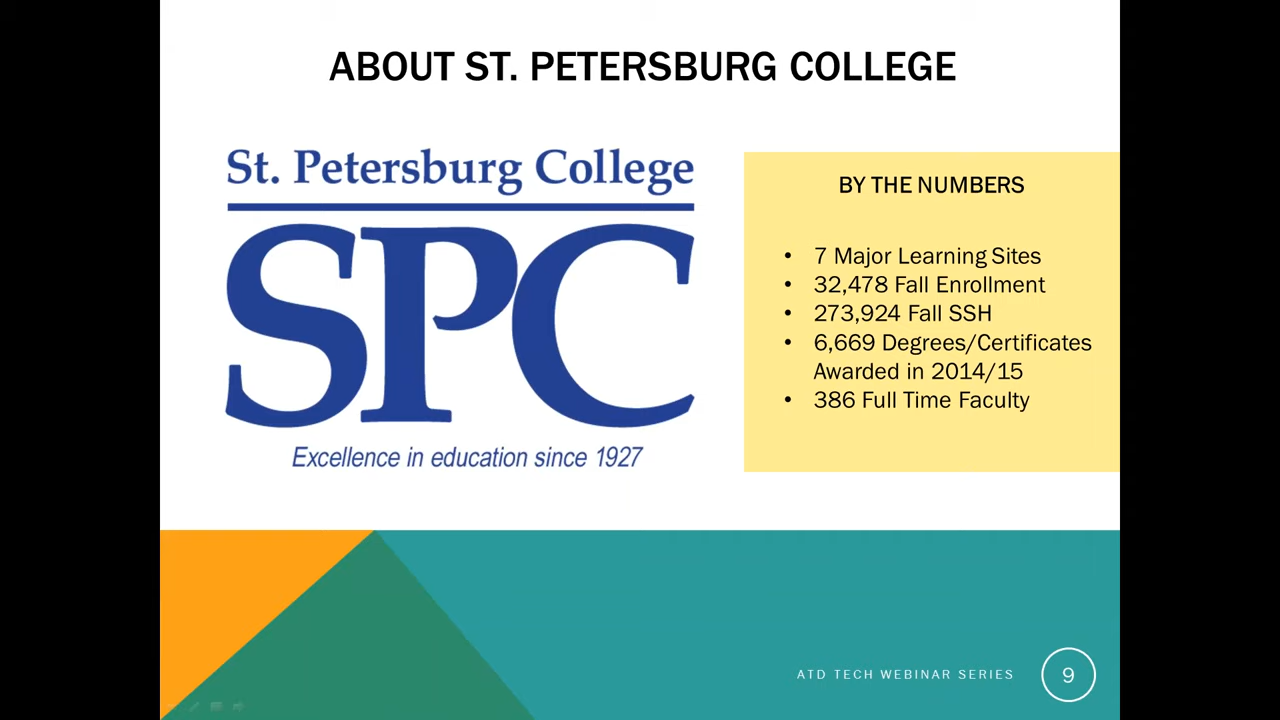 ABOUT ST. PETERSBURG COLLEGE
St. Petersburg College
SPC
Excellence in education since 1927
BY THE NUMBERS
• 7 Major Learning Sites
• 32,478 Fall Enrollment
• 273,924 Fall SSH
• 6,669 Degrees/Certificates
Awarded in 2014/15
• 386 Full Time Faculty
ATD TECH WEBINAR SERIES
9